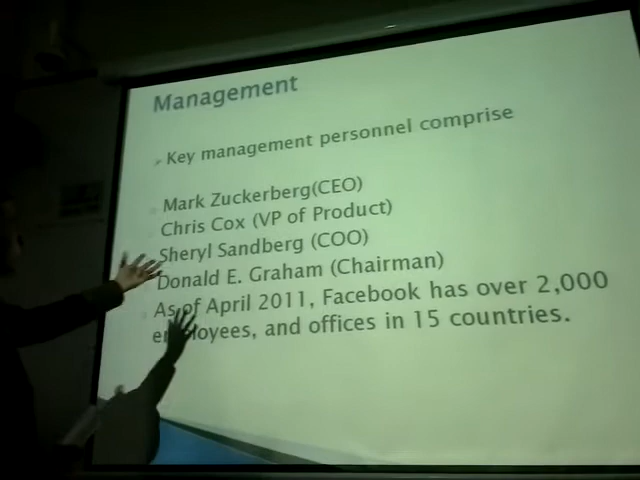 Management
Key management personnel comprise
Mark Zuckerberg(CEO)
Chris Cox (VP of Product)
Sheryl Sandberg (COO)
Donald E. Graham (Chairman)
As of April 2011, Facebook has over 2,000
employees, and offices in 15 countries.